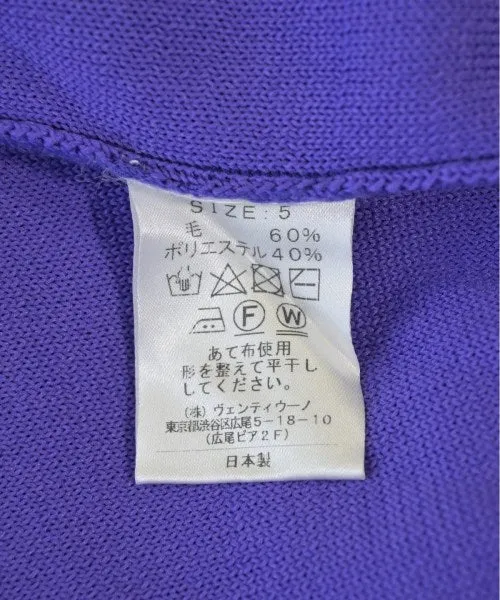 SIZE:5
毛 60%
ポリエステル 40%
F W
あて布使用
形を整えて平干し
してください。
(株)ヴェンティウーノ
東京都渋谷区広尾5-18-10
(広尾ピア2F)
日本製